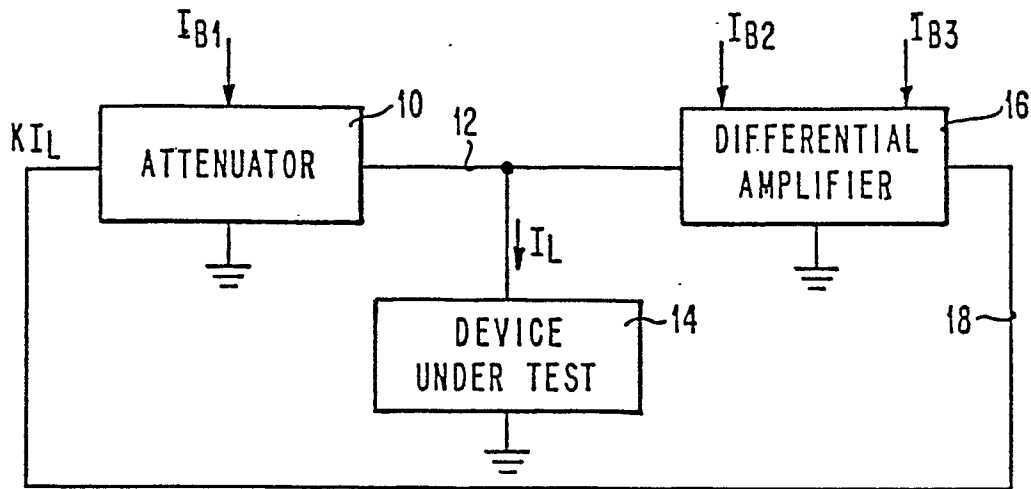 I_B1
I_B2
I_B3
10
16
KI_L
ATTENUATOR
12
DIFFERENTIAL
AMPLIFIER
I_L
18
14
DEVICE
UNDER TEST